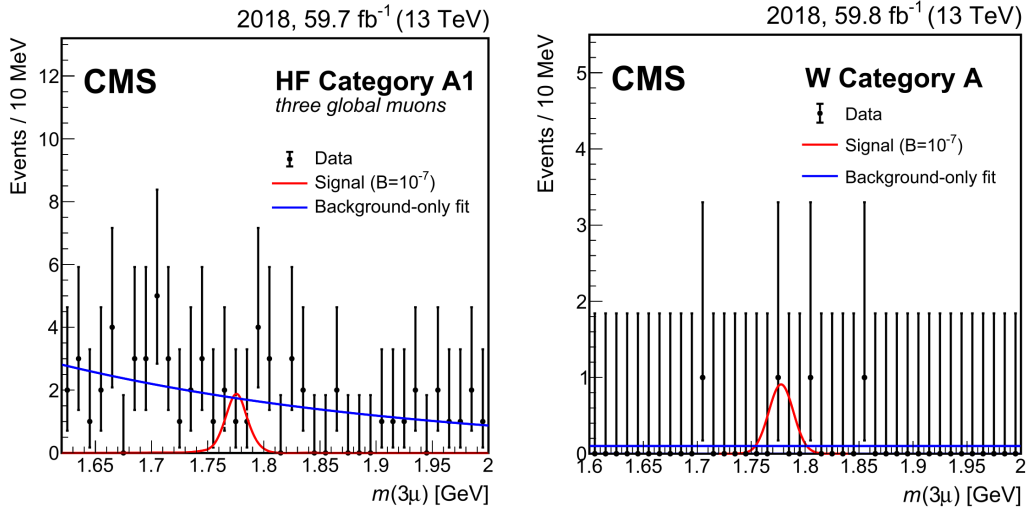 2018, 59.7 fb⁻¹ (13 TeV)
CMS
HF Category A1
three global muons
Data
Signal (B=10⁻⁷)
Background-only fit
Events / 10 MeV
12
10
8
6
4
2
0
1.65 1.7 1.75 1.8 1.85 1.9 1.95 2
m(3μ) [GeV]
2018, 59.8 fb⁻¹ (13 TeV)
CMS
W Category A
Data
Signal (B=10⁻⁷)
Background-only fit
Events / 10 MeV
5
4
3
2
1
0
1.6 1.65 1.7 1.75 1.8 1.85 1.9 1.95 2
m(3μ) [GeV]